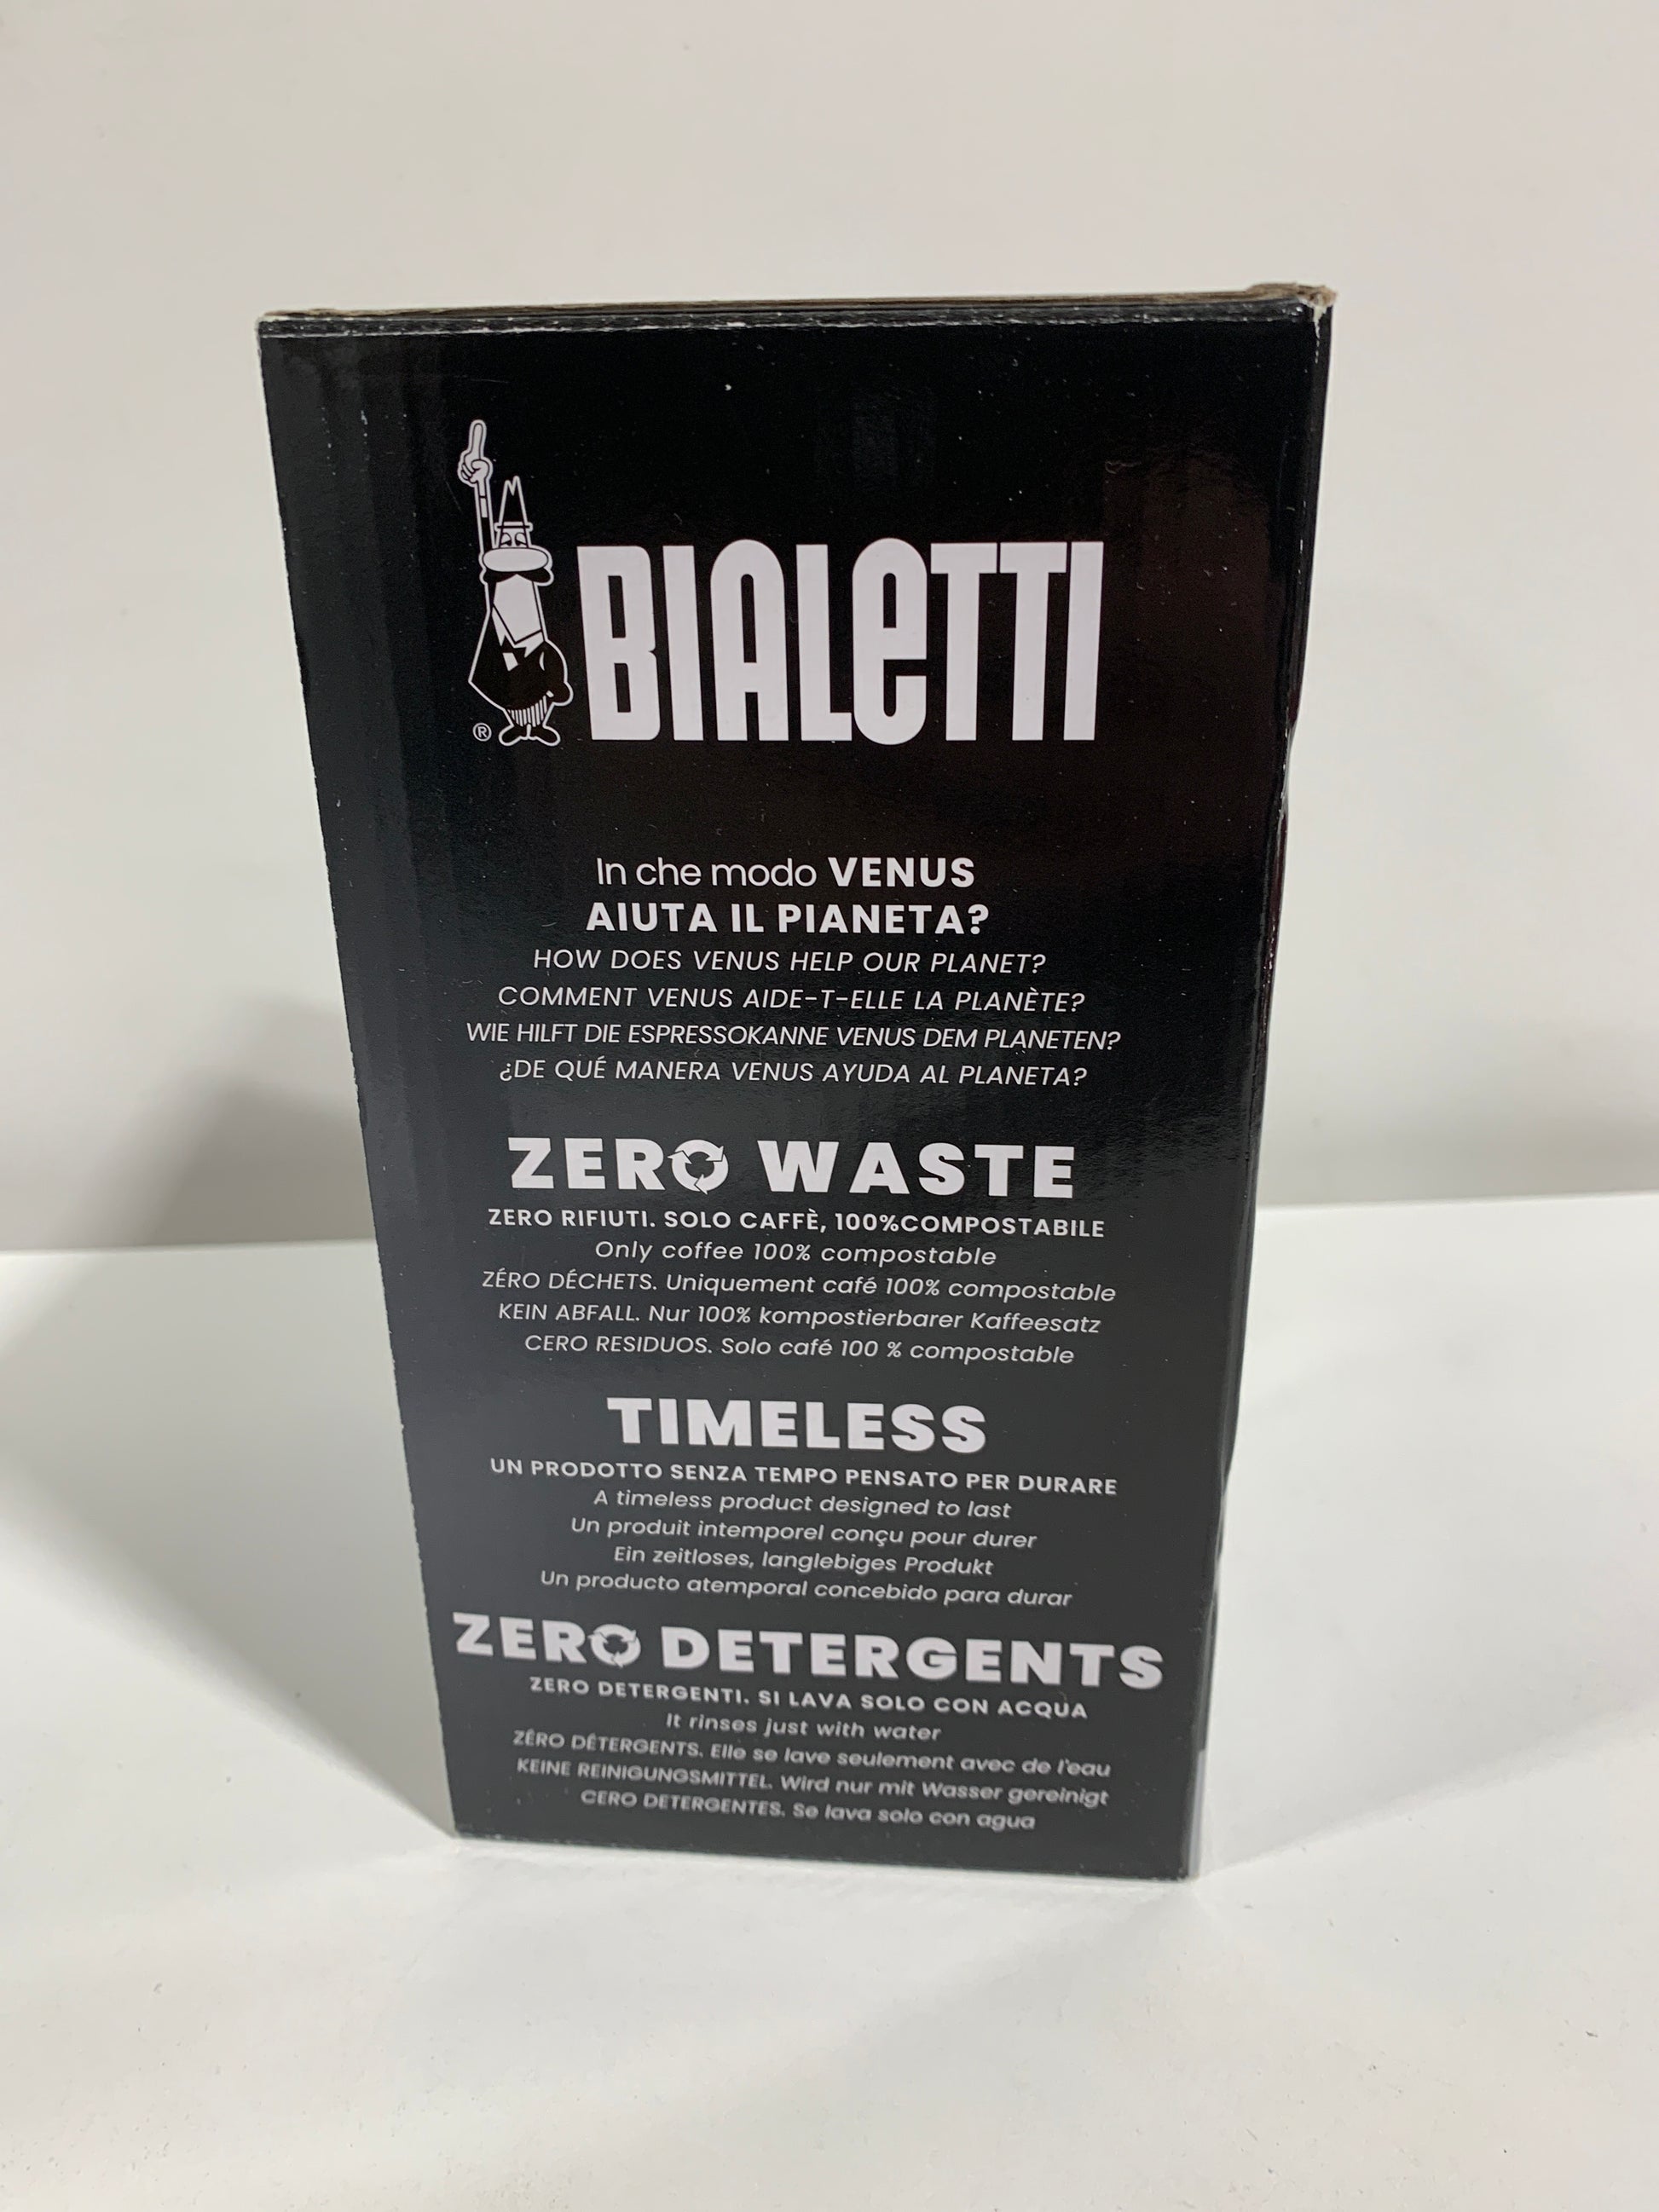 ®
BIALETTI
In che modo VENUS
AIUTA IL PIANETA?
HOW DOES VENUS HELP OUR PLANET?
COMMENT VENUS AIDE-T-ELLE LA PLANÈTE?
WIE HILFT DIE ESPRESSOKANNE VENUS DEM PLANETEN?
¿DE QUÉ MANERA VENUS AYUDA AL PLANETA?
ZERO WASTE
ZERO RIFIUTI. SOLO CAFFÈ, 100%COMPOSTABILE
Only coffee 100% compostable
ZÉRO DÉCHETS. Uniquement café 100% compostable
KEIN ABFALL. Nur 100% kompostierbarer Kaffeesatz
CERO RESIDUOS. Solo café 100 % compostable
TIMELESS
UN PRODOTTO SENZA TEMPO PENSATO PER DURARE
A timeless product designed to last
Un produit intemporel conçu pour durer
Ein zeitloses, langlebiges Produkt
Un producto atemporal concebido para durar
ZERO DETERGENTS
ZERO DETERGENTI. SI LAVA SOLO CON ACQUA
It rinses just with water
ZÉRO DÉTERGENTS. Elle se lave seulement avec de l'eau
KEINE REINIGUNGSMITTEL. Wird nur mit Wasser gereinigt
CERO DETERGENTES. Se lava solo con agua